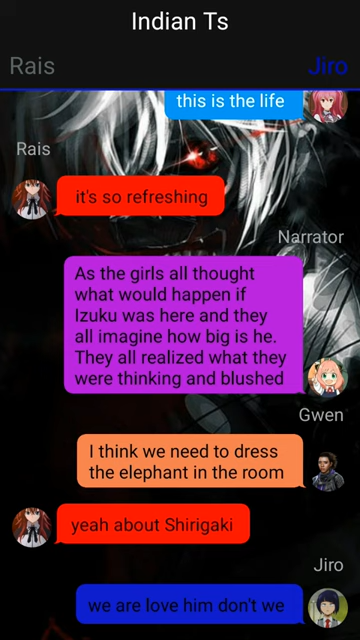 Indian Ts
Rais
Jiro
this is the life
Rais
it's so refreshing
Narrator
As the girls all thought
what would happen if
Izuku was here and they
all imagine how big is he.
They all realized what they
were thinking and blushed
Gwen
I think we need to dress
the elephant in the room
yeah about Shirigaki
Jiro
we are love him don't we